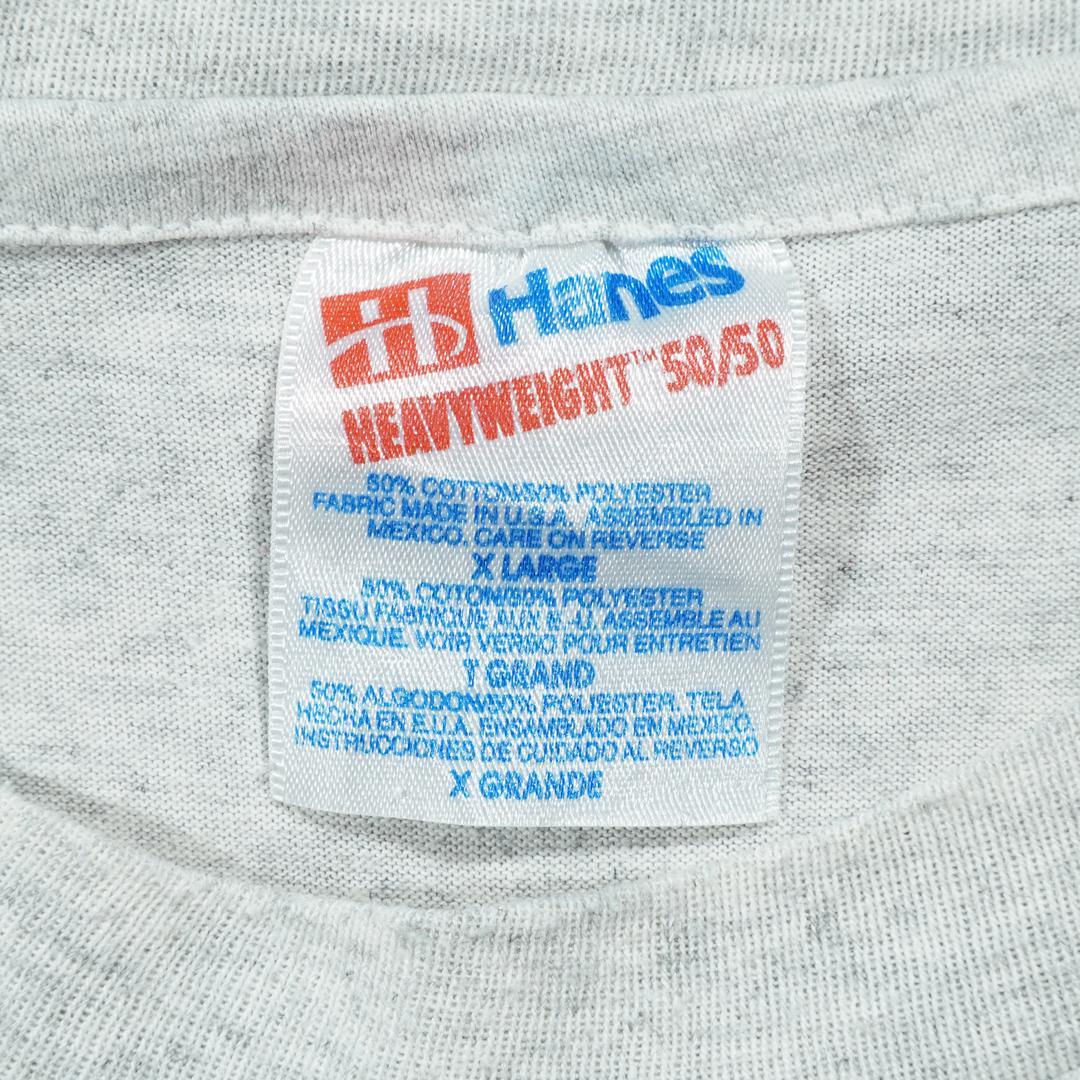 Hanes
HEAVYWEIGHT™ 50/50
50% COTTON/50% POLYESTER
FABRIC MADE IN U.S.A. ASSEMBLED IN
MEXICO. CARE ON REVERSE
X LARGE
50% COTON/50% POLYESTER
TISSU FABRIQUE AUX E.-U. ASSEMBLE AU
MEXIQUE. VOIR VERSO POUR ENTRETIEN
T GRAND
50% ALGODON/50% POLIESTER. TELA
HECHA EN E.U.A. ENSAMBLADO EN MEXICO.
INSTRUCCIONES DE CUIDADO AL REVERSO
X GRANDE